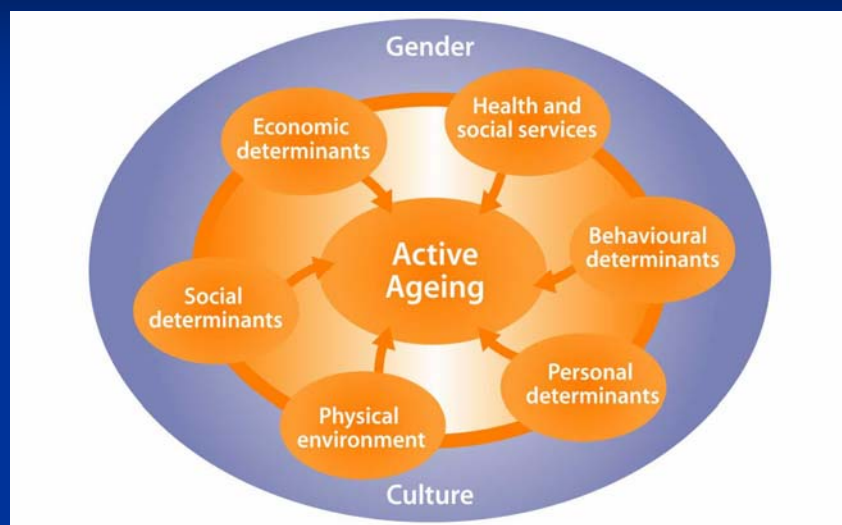 Gender
Health and
social services
Economic
determinants
Behavioural
determinants
Active
Ageing
Social
determinants
Personal
determinants
Physical
environment
Culture